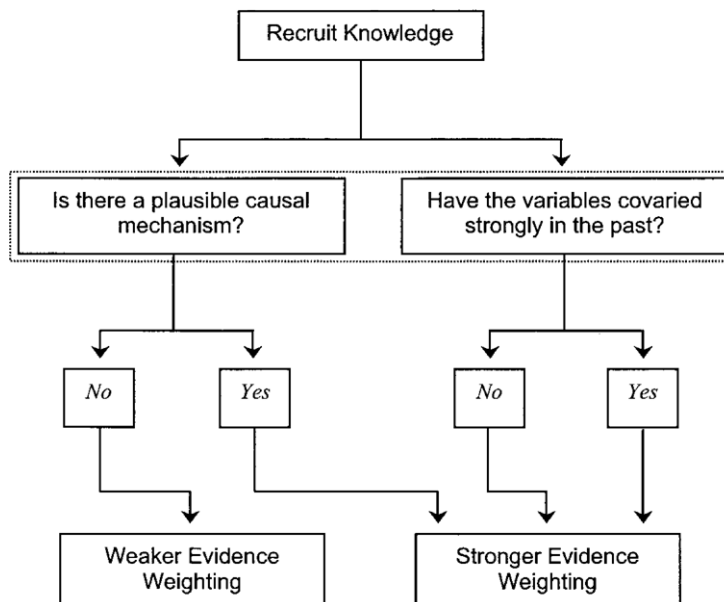 Recruit Knowledge
Is there a plausible causal
mechanism?
Have the variables covaried
strongly in the past?
No
Yes
No
Yes
Weaker Evidence
Weighting
Stronger Evidence
Weighting